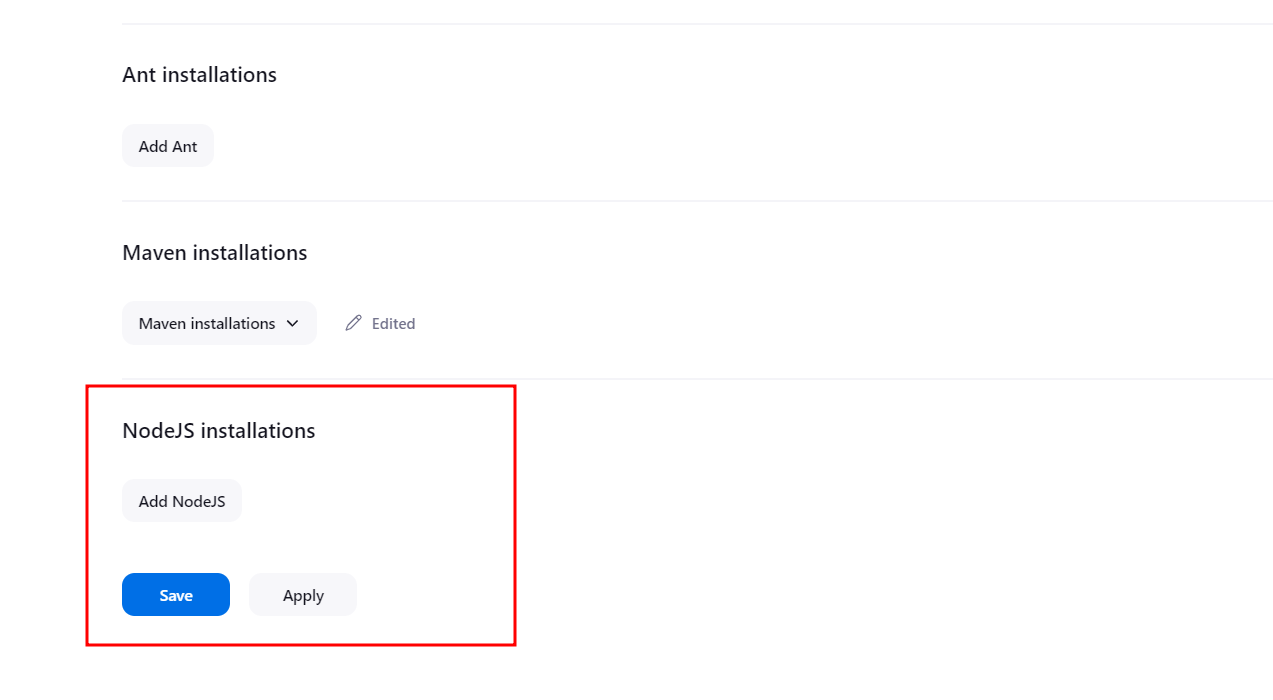 Ant installations
Add Ant
Maven installations
Maven installations
Edited
NodeJS installations
Add NodeJS
Save
Apply